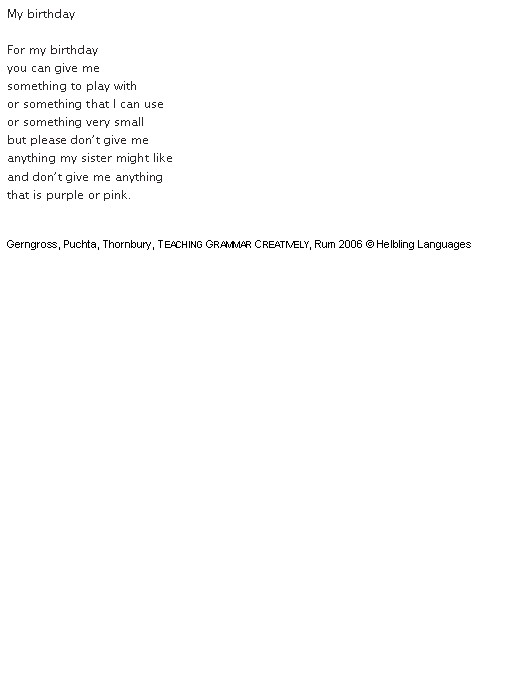 My birthday
For my birthday
you can give me
something to play with
or something that I can use
or something very small
but please don't give me
anything my sister might like
and don't give me anything
that is purple or pink.
Gerngross, Puchta, Thornbury, TEACHING GRAMMAR CREATIVELY, Rum 2006 © Helbling Languages